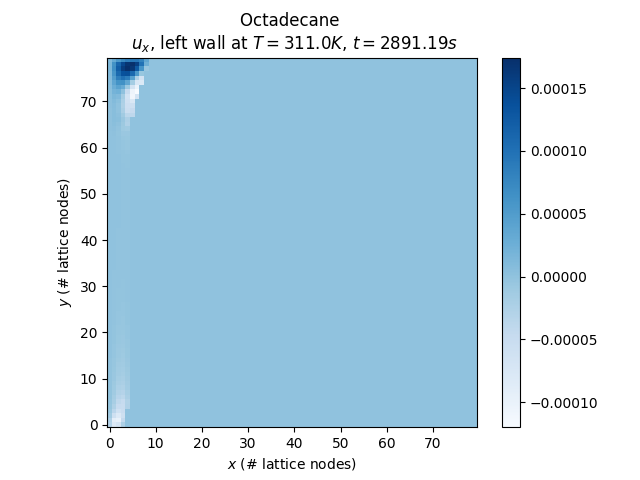 Octadecane
u_x, left wall at T = 311.0K, t = 2891.19s
70
60
50
40
30
20
10
0
y (# lattice nodes)
0 10 20 30 40 50 60 70
x (# lattice nodes)
0.00015
0.00010
0.00005
0.00000
−0.00005
−0.00010